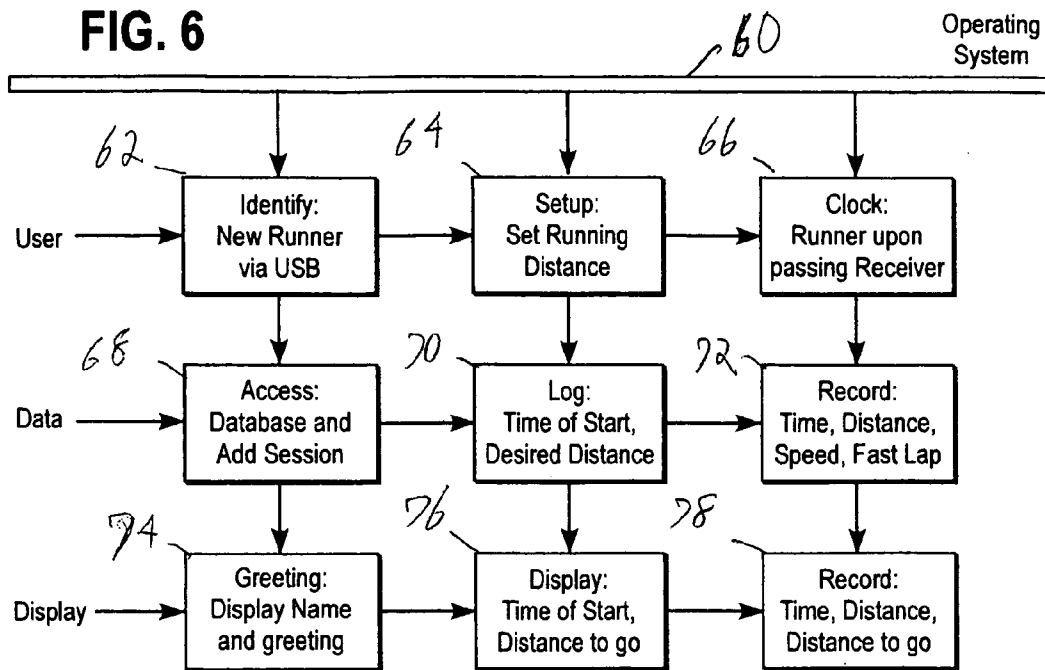 FIG. 6
60
Operating
System
62
64
66
User
Identify:
New Runner
via USB
Setup:
Set Running
Distance
Clock:
Runner upon
passing Receiver
68
70
72
Data
Access:
Database and
Add Session
Log:
Time of Start,
Desired Distance
Record:
Time, Distance,
Speed, Fast Lap
74
76
78
Display
Greeting:
Display Name
and greeting
Display:
Time of Start,
Distance to go
Record:
Time, Distance,
Distance to go